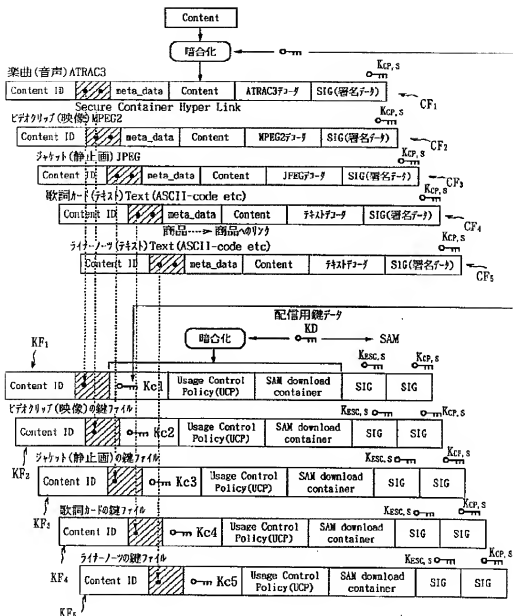 Content
暗号化
KCP, S
楽曲(音声)ATRAC3
Content ID meta_data Content ATRAC3デコーダ SIG(署名データ)
CF1
Secure Container Hyper Link
ビデオクリップ(映像)MPEG2
KCP, S
Content ID meta_data Content MPEG2デコーダ SIG(署名データ)
CF2
ジャケット(静止画)JPEG
KCP, S
Content ID meta_data Content JPEGデコーダ SIG(署名データ)
CF3
歌詞カード(テキスト)Text(ASCII-code etc)
KCP, S
Content ID meta_data Content テキストデコーダ SIG(署名データ)
CF4
商品----▶商品へのリンク
ライナーノーツ(テキスト)Text(ASCII-code etc)
KCP, S
Content ID meta_data Content テキストデコーダ SIG(署名データ)
CF5
配信用鍵データ
KD
暗号化
SAM
KF1
KESC, S KCP, S
Content ID Kc1 Usage Control Policy(UCP) SAM download container SIG SIG
ビデオクリップ(映像)の鍵ファイル
KESC, S KCP, S
Content ID Kc2 Usage Control Policy(UCP) SAM download container SIG SIG
KF2
ジャケット(静止画)の鍵ファイル
KESC, S KCP, S
Content ID Kc3 Usage Control Policy(UCP) SAM download container SIG SIG
KF3
歌詞カードの鍵ファイル
KESC, S KCP, S
Content ID Kc4 Usage Control Policy(UCP) SAM download container SIG SIG
KF4
ライナーノーツの鍵ファイル
KESC, S KCP, S
Content ID Kc5 Usage Control Policy(UCP) SAM download container SIG SIG
KF5